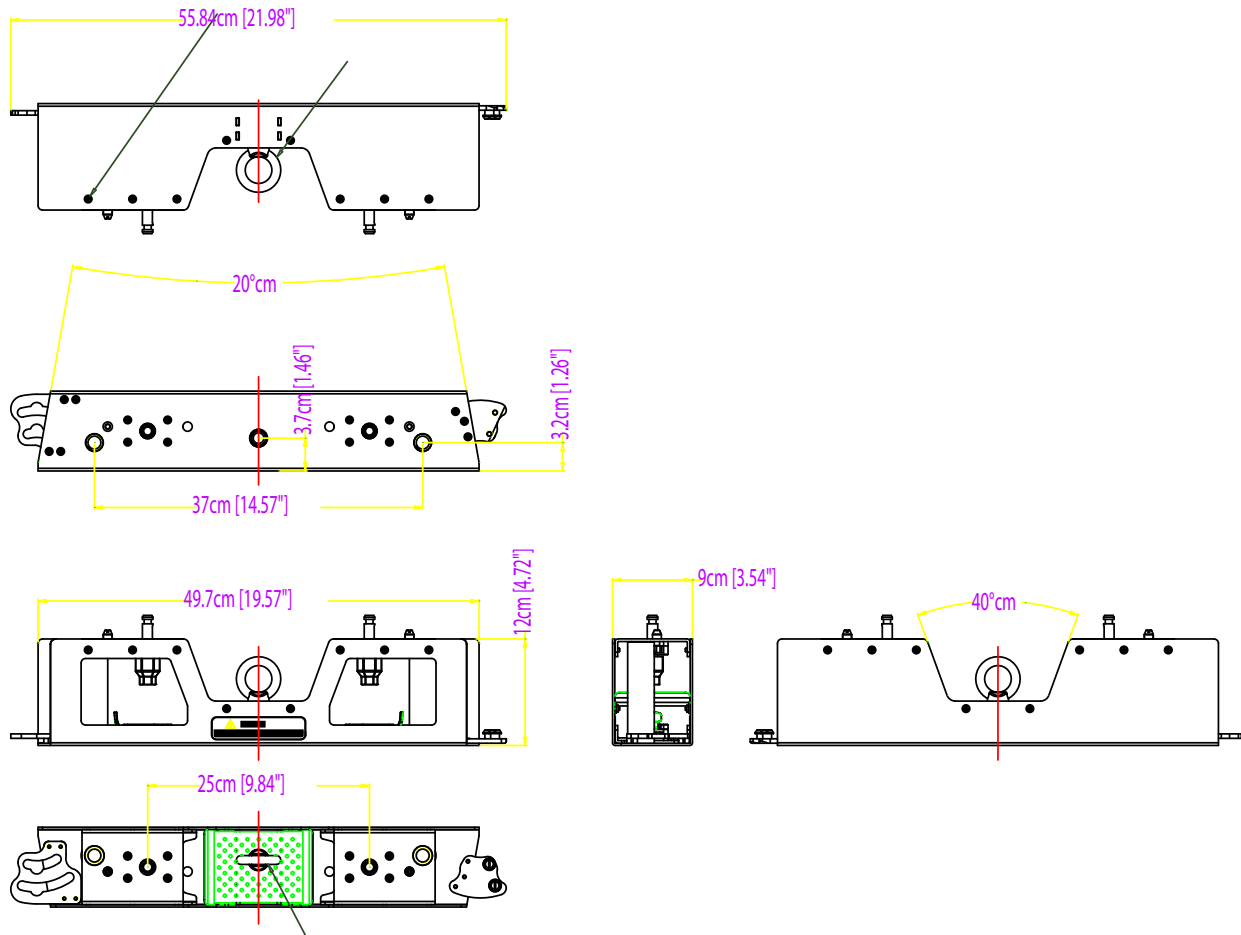 55.84cm [21.98"]
20°cm
3.7cm [1.46"]
3.2cm [1.26"]
37cm [14.57"]
49.7cm [19.57"]
12cm [4.72"]
9cm [3.54"]
40°cm
25cm [9.84"]